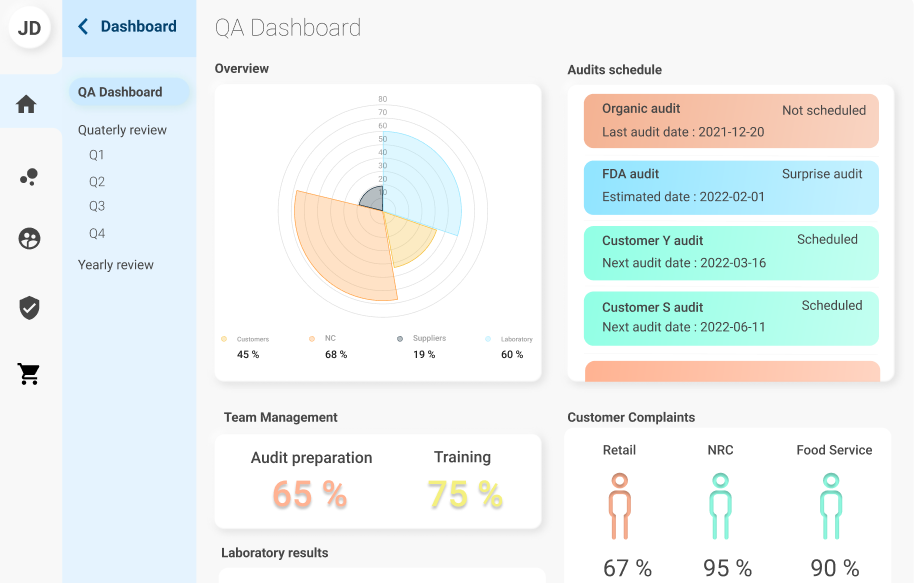 JD
Dashboard
QA Dashboard
Quaterly review
Q1
Q2
Q3
Q4
Yearly review
QA Dashboard
Overview
80
70
60
50
40
30
20
10
Customers
45 %
NC
68 %
Suppliers
19 %
Laboratory
60 %
Audits schedule
Organic audit
Not scheduled
Last audit date : 2021-12-20
FDA audit
Surprise audit
Estimated date : 2022-02-01
Customer Y audit
Scheduled
Next audit date : 2022-03-16
Customer S audit
Scheduled
Next audit date : 2022-06-11
Team Management
Audit preparation
65 %
Training
75 %
Customer Complaints
Retail
67 %
NRC
95 %
Food Service
90 %
Laboratory results